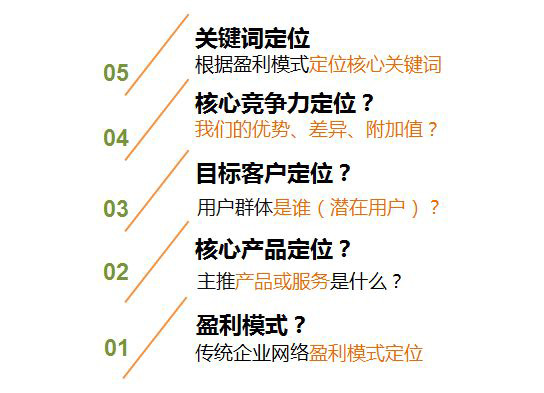 05
关键词定位
根据盈利模式定位核心关键词
04
核心竞争力定位？
我们的优势、差异、附加值？
03
目标客户定位？
用户群体是谁（潜在用户）？
02
核心产品定位？
主推产品或服务是什么？
01
盈利模式？
传统企业网络盈利模式定位